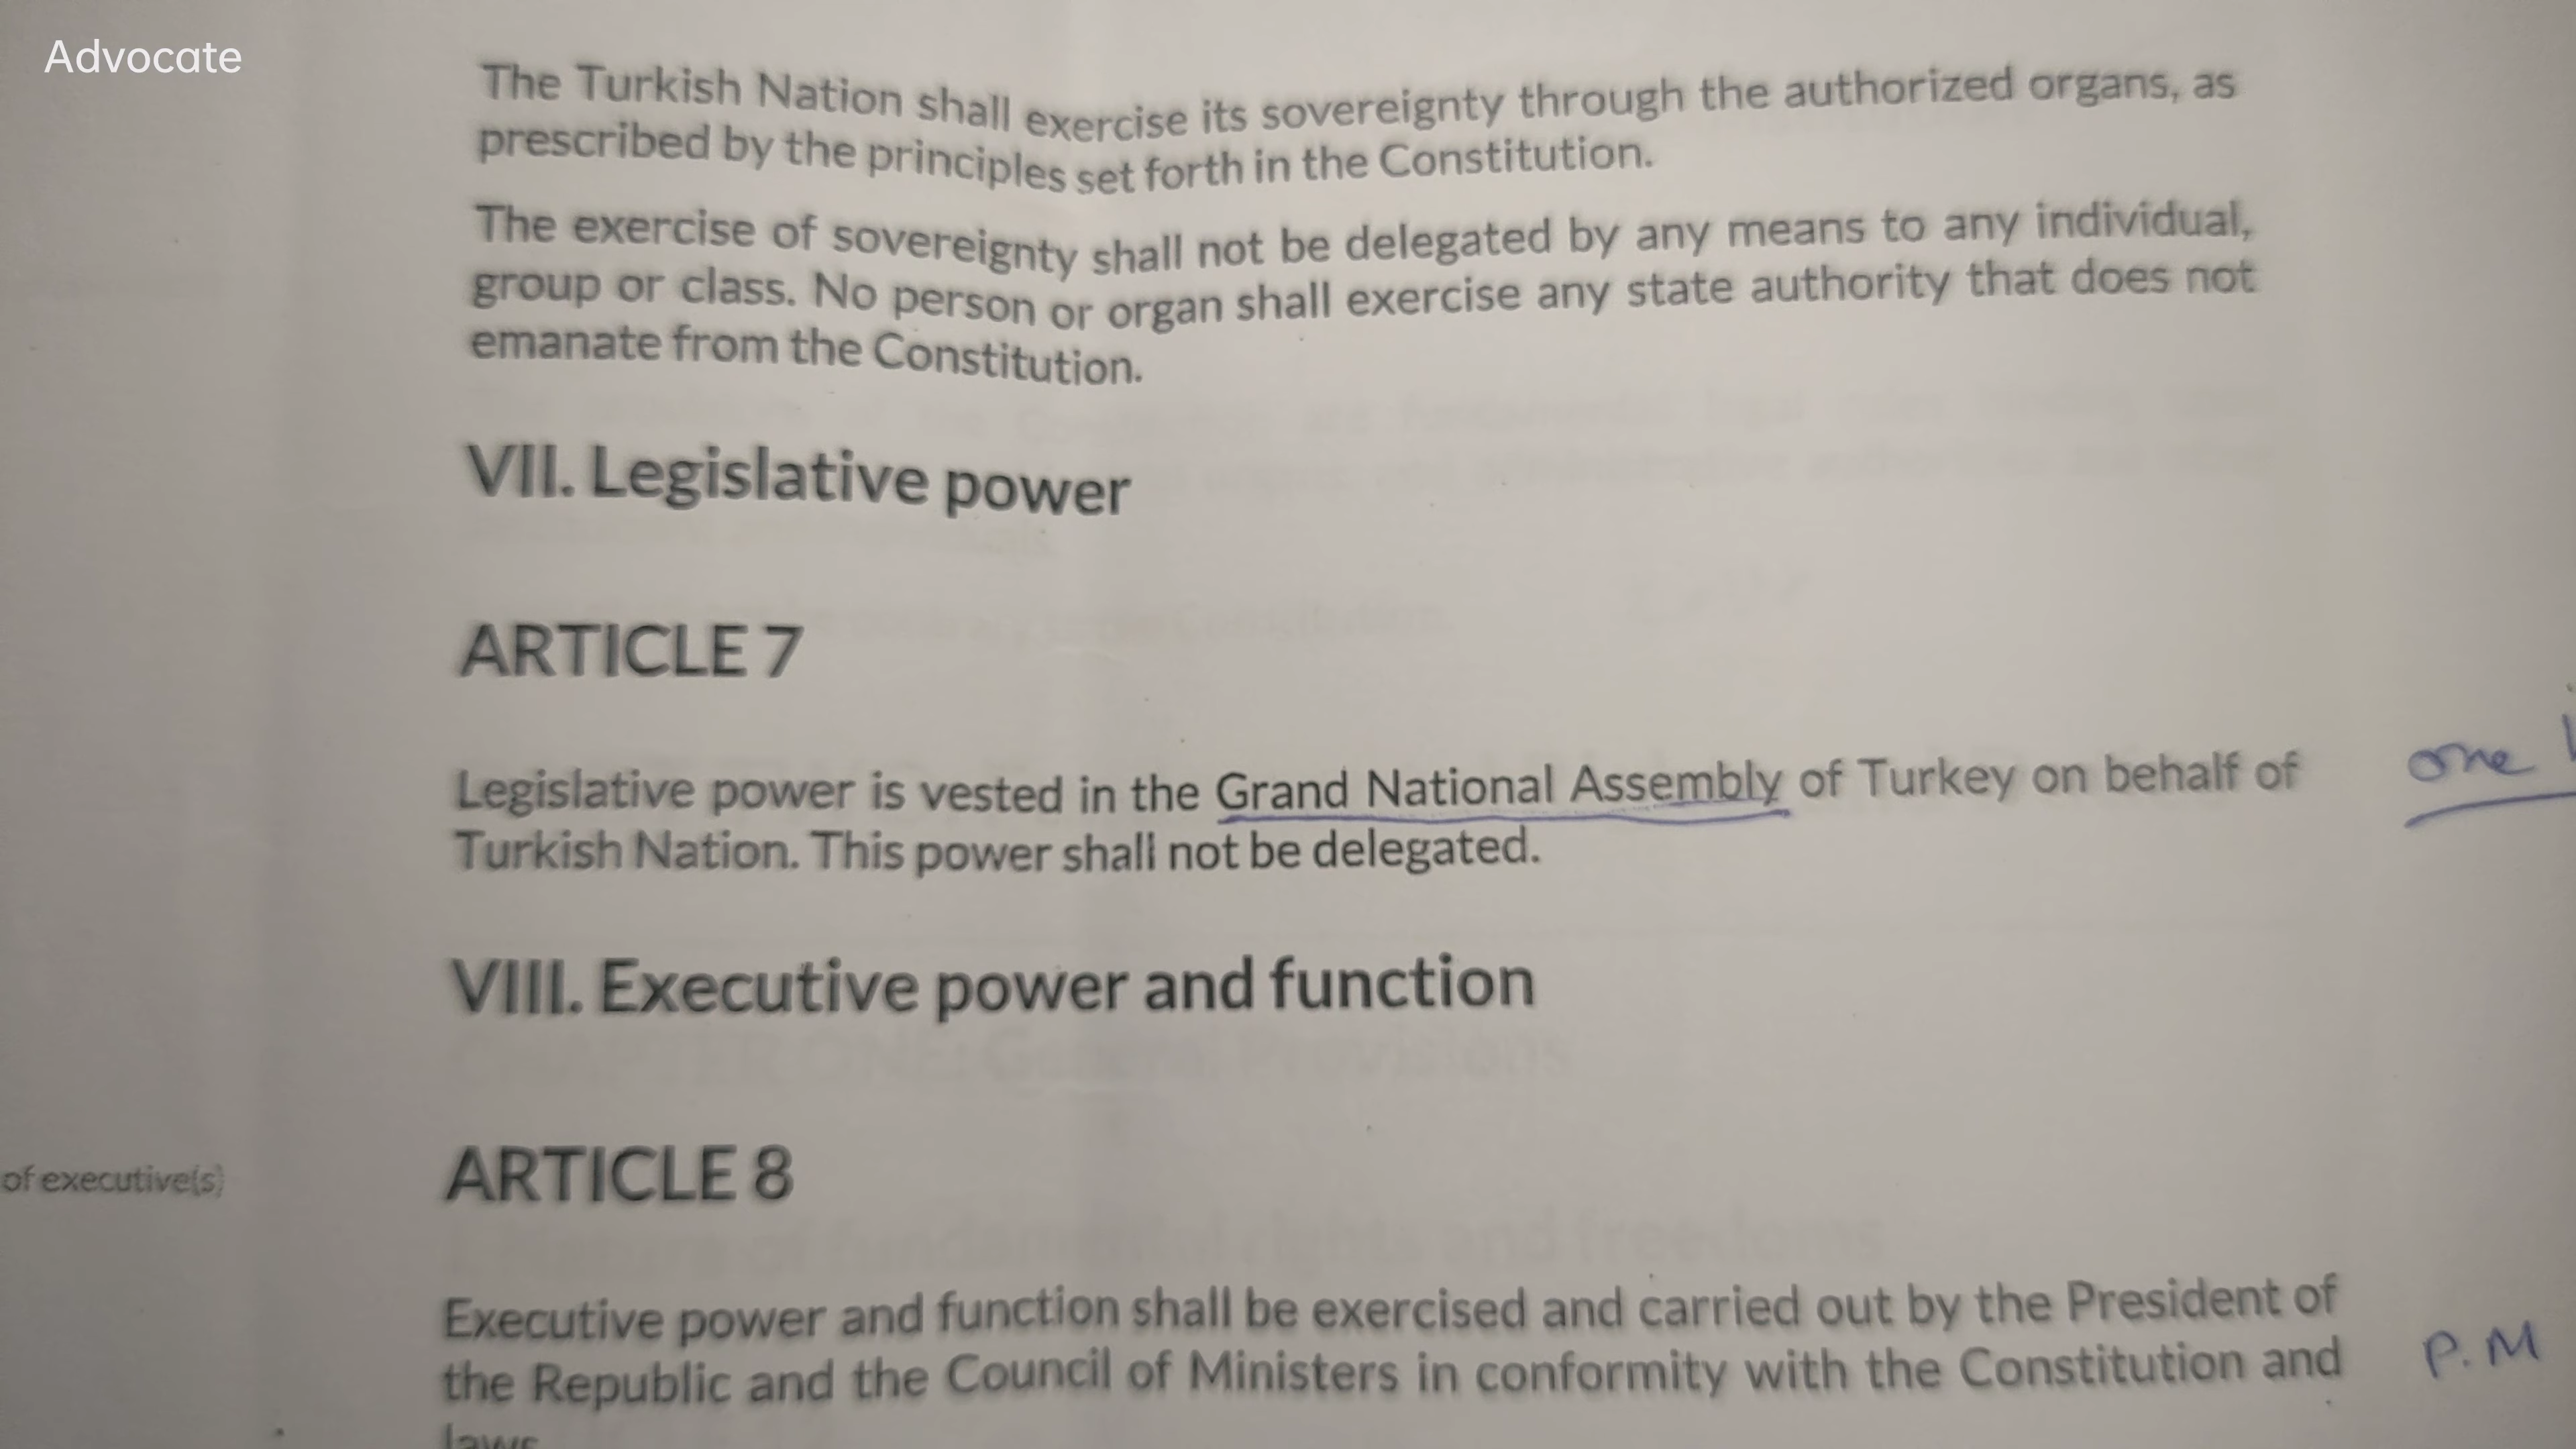 Advocate
The Turkish Nation shall exercise its sovereignty through the authorized organs, as
prescribed by the principles set forth in the Constitution.
The exercise of sovereignty shall not be delegated by any means to any individual,
group or class. No person or organ shall exercise any state authority that does not
emanate from the Constitution.
VII. Legislative power
ARTICLE 7
Legislative power is vested in the Grand National Assembly of Turkey on behalf of
one
Turkish Nation. This power shall not be delegated.
VIII. Executive power and function
of executive(s)
ARTICLE 8
Executive power and function shall be exercised and carried out by the President of
the Republic and the Council of Ministers in conformity with the Constitution and
P.M
laws